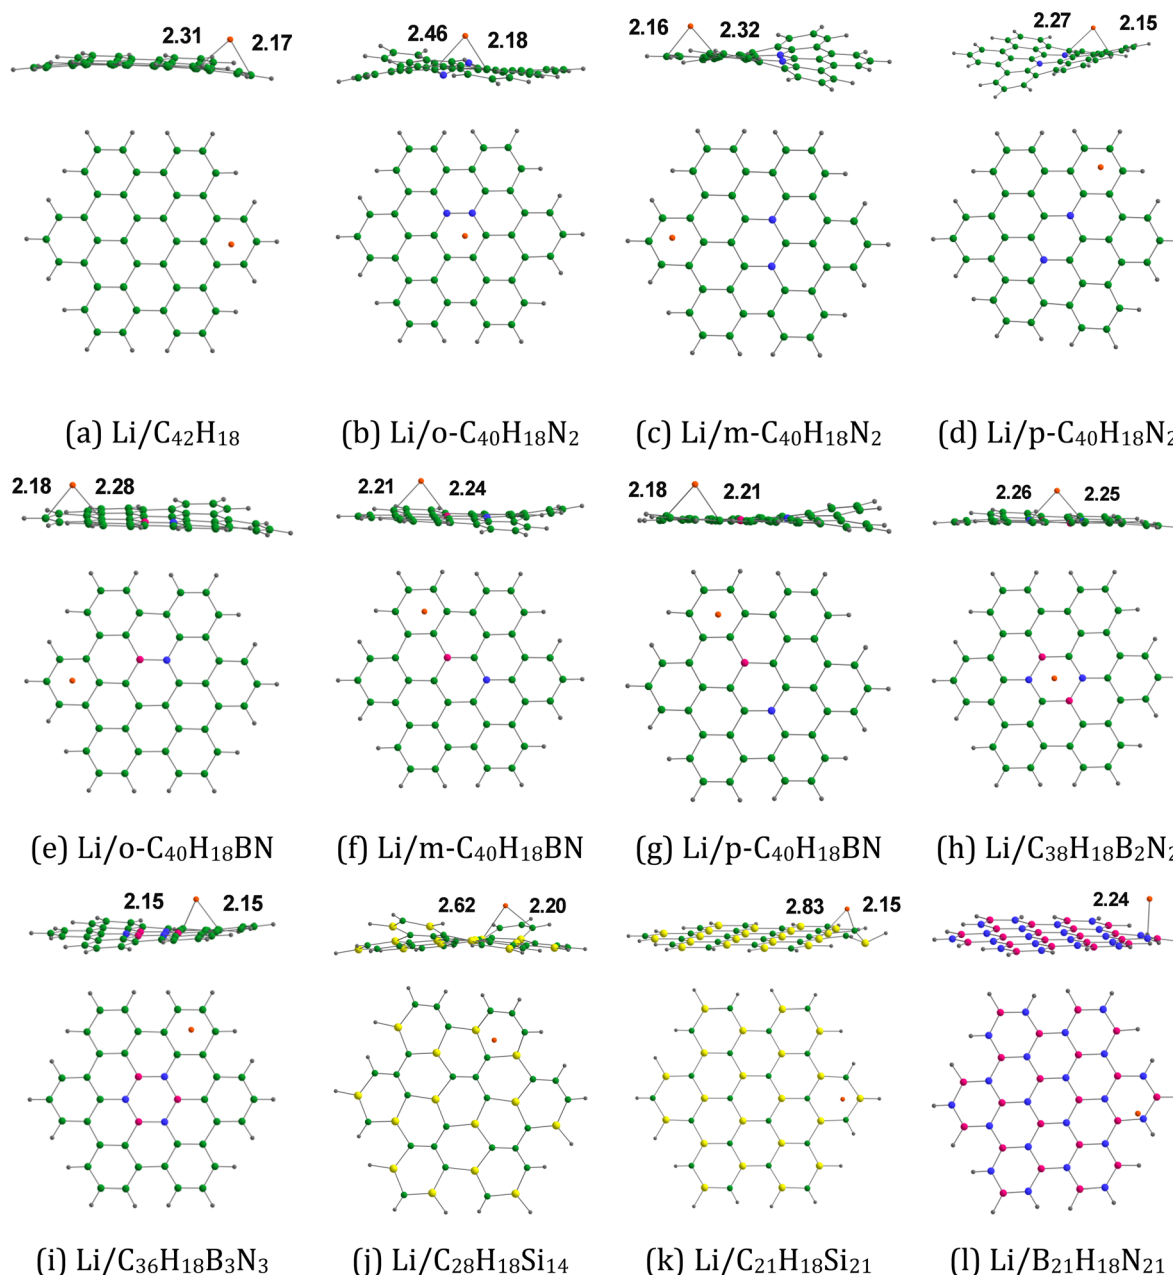 2.31 2.17 2.46 2.18 2.16 2.32 2.27 2.15
(a) Li/C₄₂H₁₈ (b) Li/o-C₄₀H₁₈N₂ (c) Li/m-C₄₀H₁₈N₂ (d) Li/p-C₄₀H₁₈N₂
2.18 2.28 2.21 2.24 2.18 2.21 2.26 2.25
(e) Li/o-C₄₀H₁₈BN (f) Li/m-C₄₀H₁₈BN (g) Li/p-C₄₀H₁₈BN (h) Li/C₃₈H₁₈B₂N₂
2.15 2.15 2.62 2.20 2.83 2.15 2.24
(i) Li/C₃₆H₁₈B₃N₃ (j) Li/C₂₈H₁₈Si₁₄ (k) Li/C₂₁H₁₈Si₂₁ (l) Li/B₂₁H₁₈N₂₁